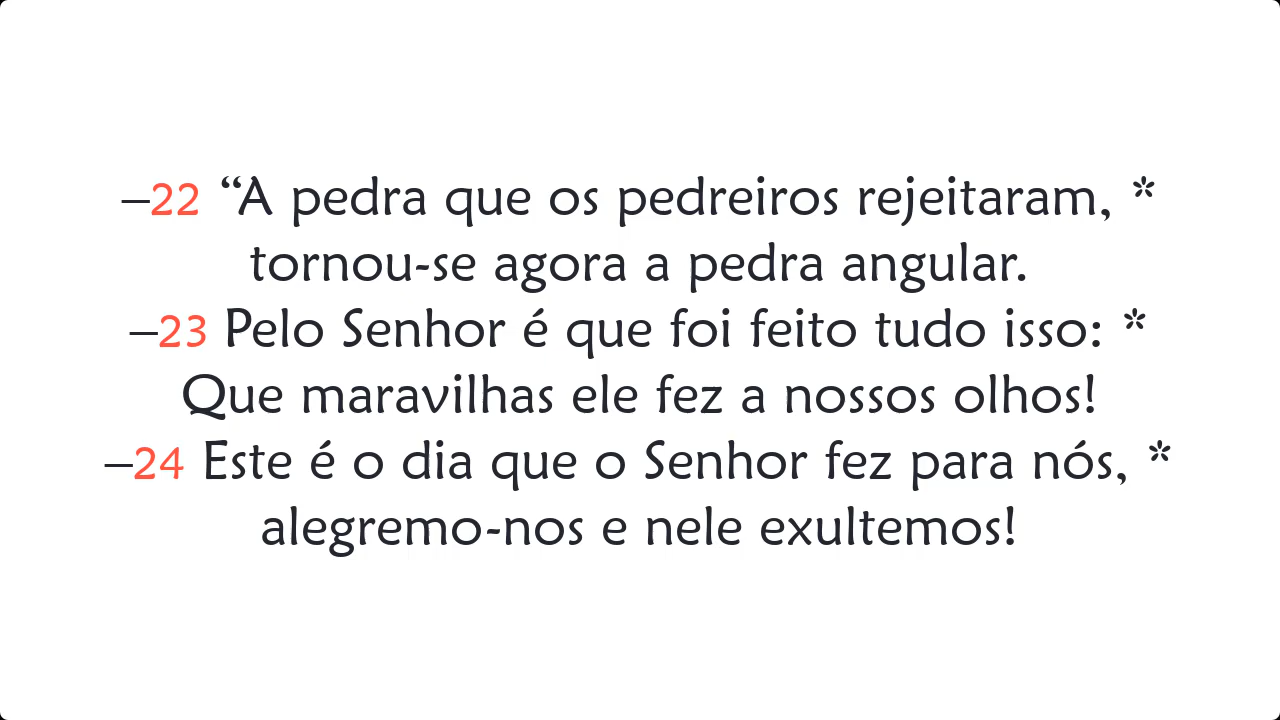 –22 “A pedra que os pedreiros rejeitaram, *
tornou-se agora a pedra angular.
–23 Pelo Senhor é que foi feito tudo isso: *
Que maravilhas ele fez a nossos olhos!
–24 Este é o dia que o Senhor fez para nós, *
alegremo-nos e nele exultemos!